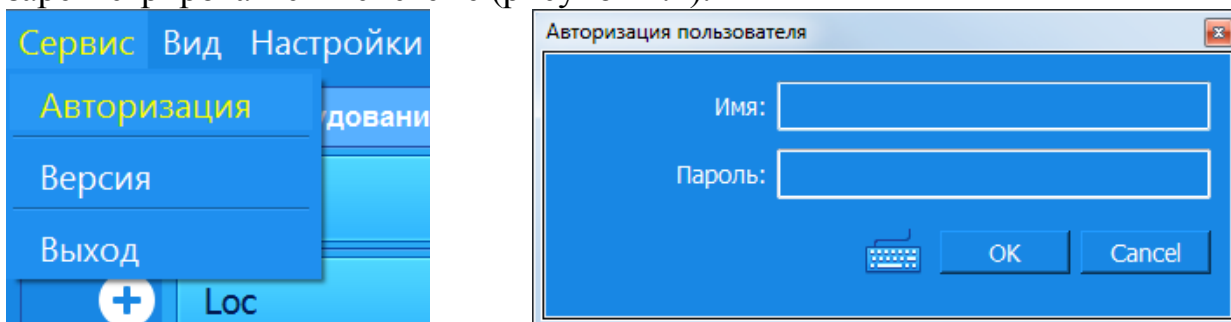 Сервис Вид Настройки
Авторизация
Версия
Выход
Loc
Авторизация пользователя
Имя:
Пароль:
OK Cancel